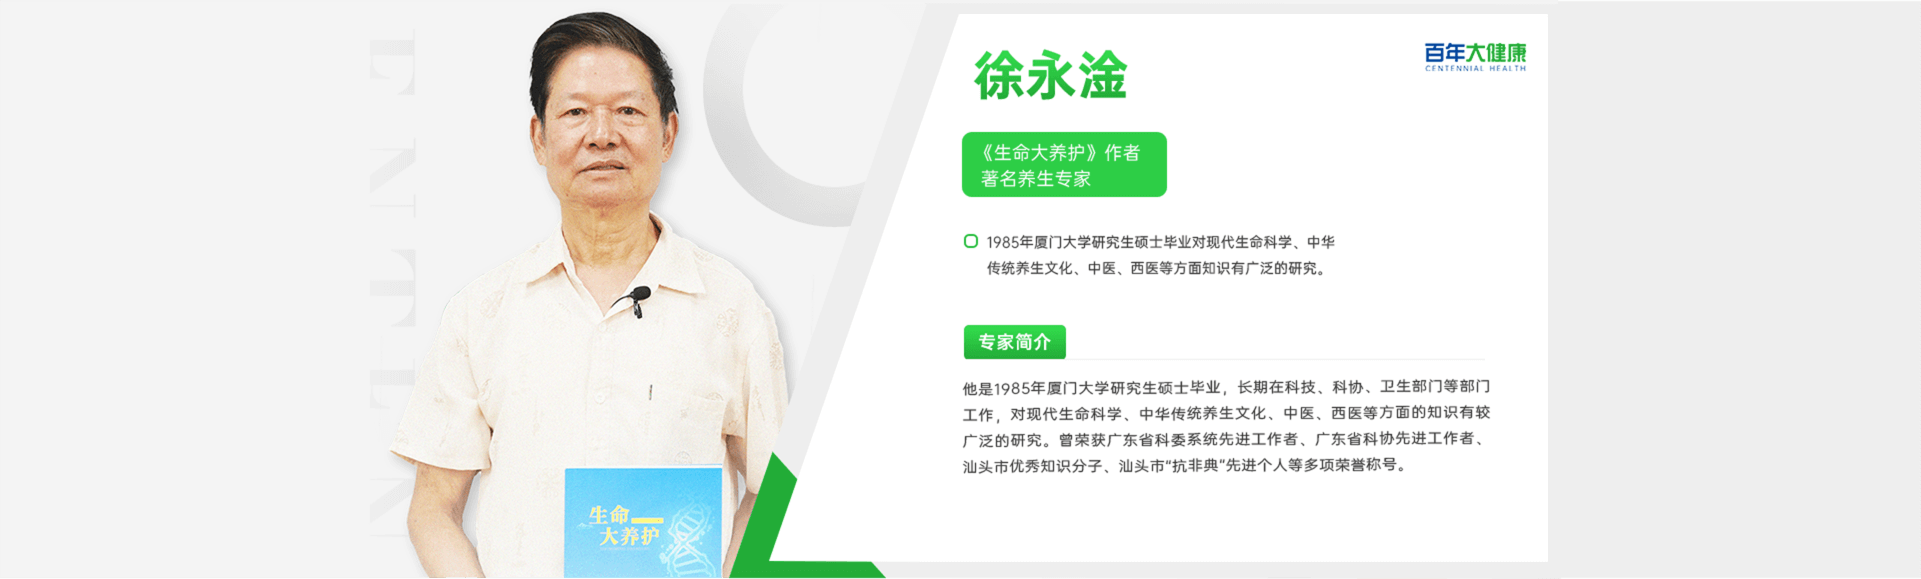 ENTER
徐永淦
百年大健康
CENTENNIAL HEALTH
《生命大养护》作者
著名养生专家
1985年厦门大学研究生硕士毕业对现代生命科学、中华
传统养生文化、中医、西医等方面知识有广泛的研究。
专家简介
他是1985年厦门大学研究生硕士毕业，长期在科技、科协、卫生部门等部门
工作，对现代生命科学、中华传统养生文化、中医、西医等方面的知识有较
广泛的研究。曾荣获广东省科委系统先进工作者、广东省科协先进工作者、
汕头市优秀知识分子、汕头市“抗非典”先进个人等多项荣誉称号。
生命
大养护